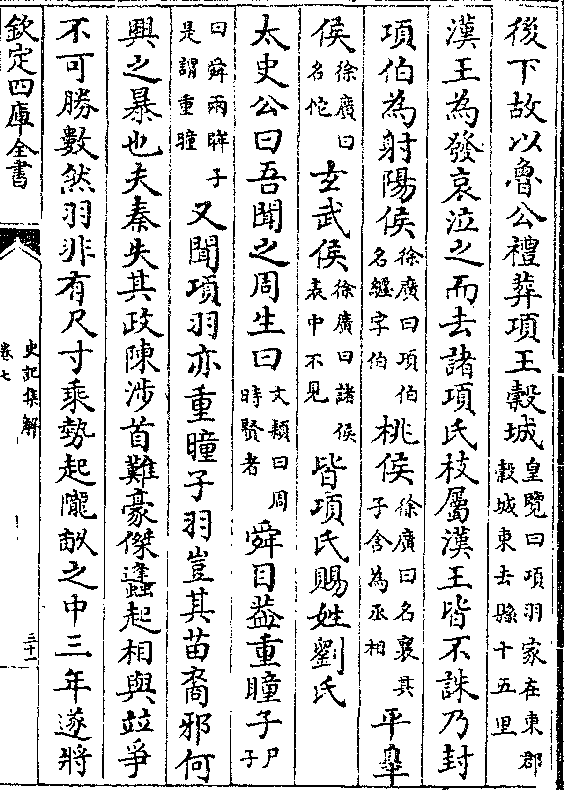 後下故以魯公禮葬項王穀城皇覽曰項羽冢在東郡穀城東去縣十五里
漢王為發哀泣之而去諸項氏枝屬漢王皆不誅乃封
項伯為射陽侯徐廣曰項伯名纒字伯桃侯徐廣曰名襄其子舍為丞相平臯
侯徐廣曰名佗𤣥武侯徐廣曰諸侯表中不見皆項氏賜姓劉氏
太史公曰吾聞之周生曰文頴曰周時賢者舜目葢重瞳子尸子
曰舜兩眸子是謂重瞳又聞項羽亦重瞳子羽豈其苗裔邪何
興之暴也夫秦失其政陳涉首難豪傑蠭起相與並爭
不可勝數然羽非有尺寸乘勢起隴畝之中三年遂將
欽定四庫全書
史記集解
卷七
三十一